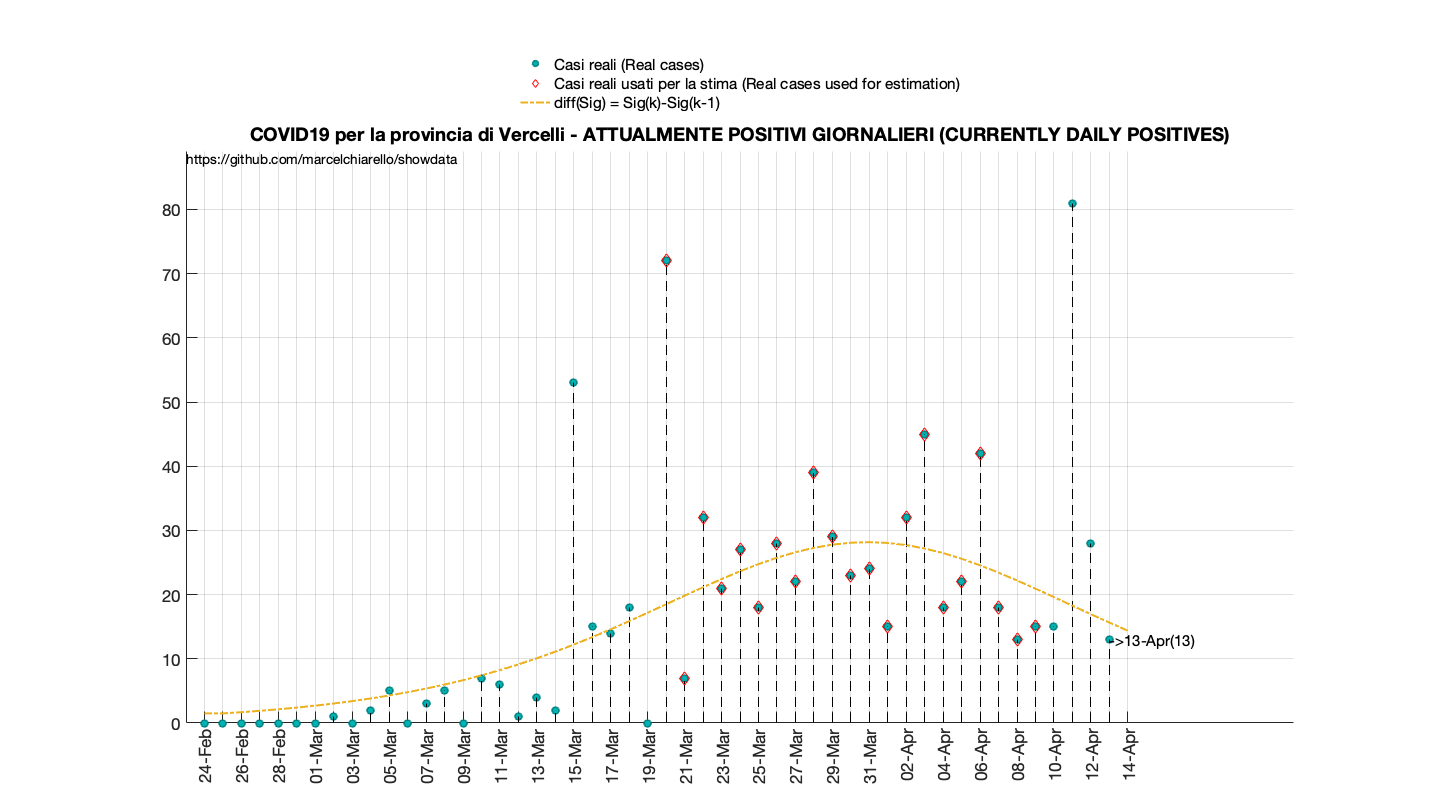 Casi reali (Real cases)
Casi reali usati per la stima (Real cases used for estimation)
diff(Sig) = Sig(k)-Sig(k-1)
COVID19 per la provincia di Vercelli - ATTUALMENTE POSITIVI GIORNALIERI (CURRENTLY DAILY POSITIVES)
https://github.com/marcelchiarello/showdata
80
70
60
50
40
30
20
10
0
>13-Apr(13)
24-Feb
26-Feb
28-Feb
01-Mar
03-Mar
05-Mar
07-Mar
09-Mar
11-Mar
13-Mar
15-Mar
17-Mar
19-Mar
21-Mar
23-Mar
25-Mar
27-Mar
29-Mar
31-Mar
02-Apr
04-Apr
06-Apr
08-Apr
10-Apr
12-Apr
14-Apr